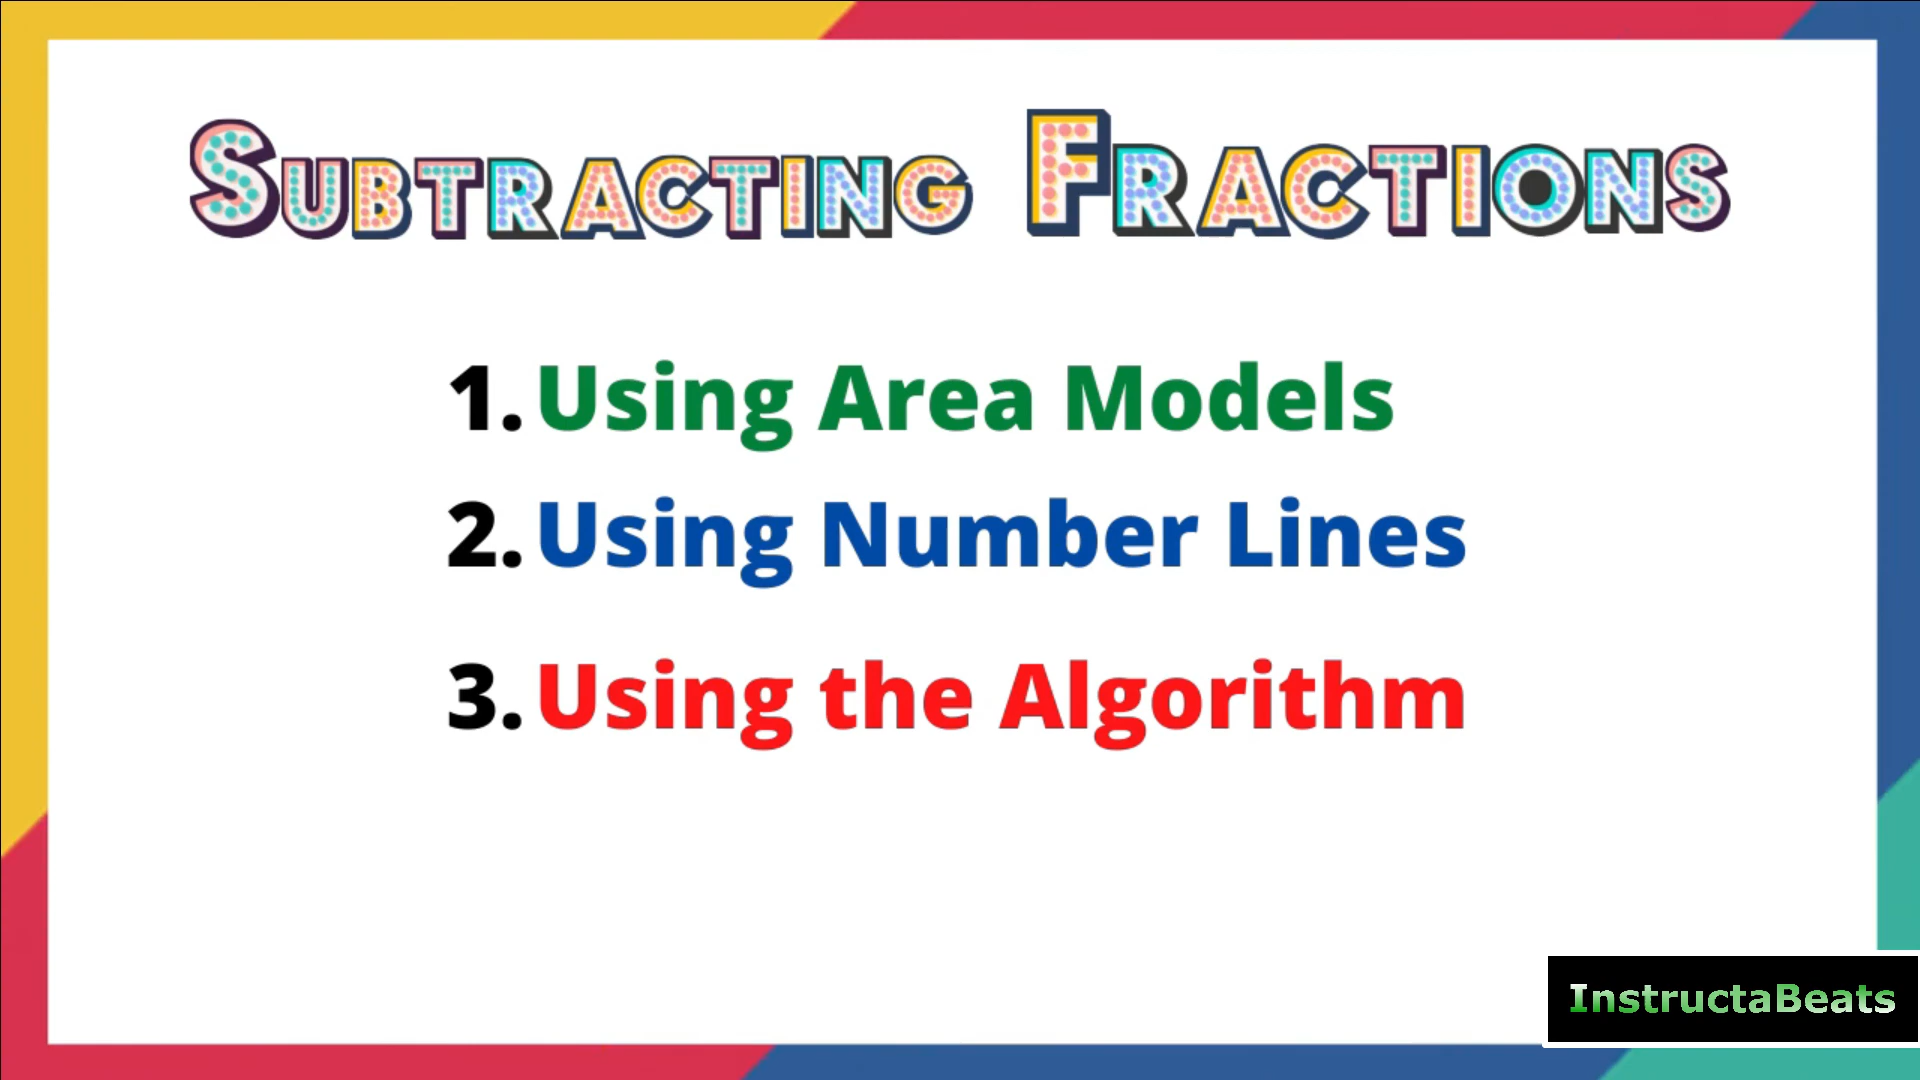 Subtracting Fractions
1. Using Area Models
2. Using Number Lines
3. Using the Algorithm
InstructaBeats